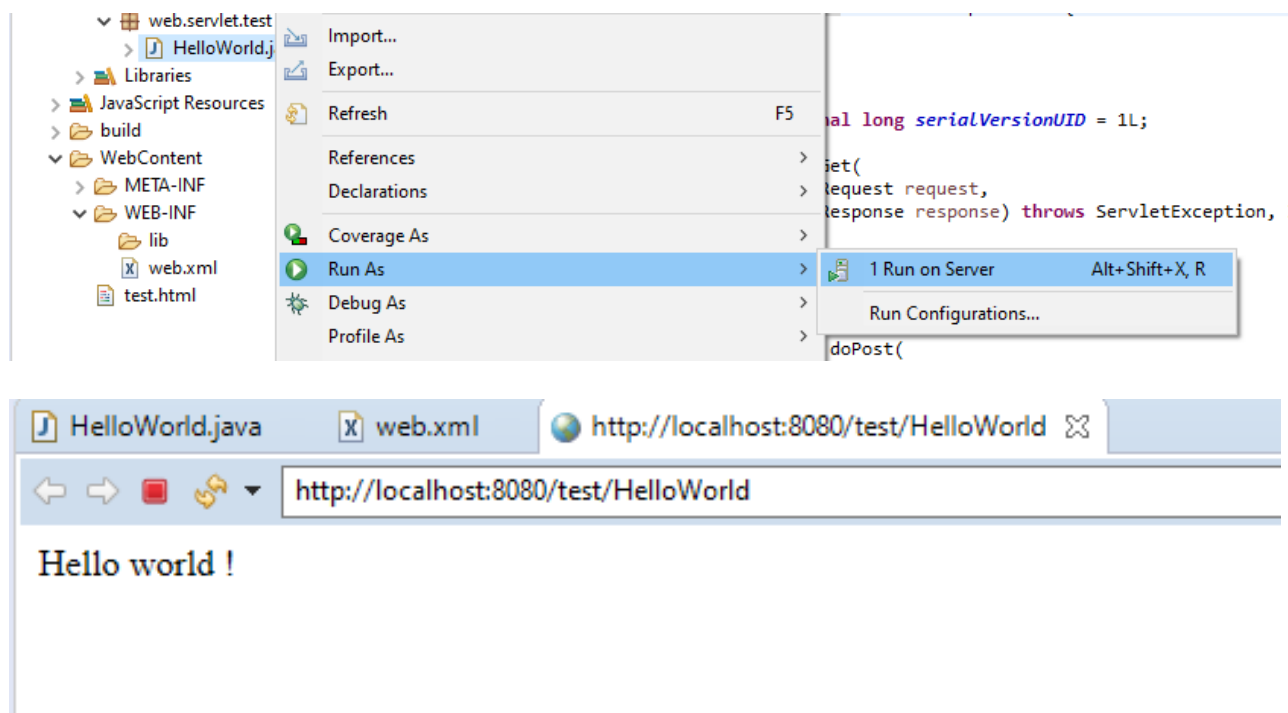 web.servlet.test
HelloWorld.j
Libraries
JavaScript Resources
build
WebContent
META-INF
WEB-INF
lib
web.xml
test.html
Import...
Export...
Refresh F5
References
Declarations
Coverage As
Run As
Debug As
Profile As
1 Run on Server Alt+Shift+X, R
Run Configurations...
nal long serialVersionUID = 1L;
Get(
Request request,
Response response) throws ServletException,
doPost(
HelloWorld.java web.xml http://localhost:8080/test/HelloWorld
http://localhost:8080/test/HelloWorld
Hello world !